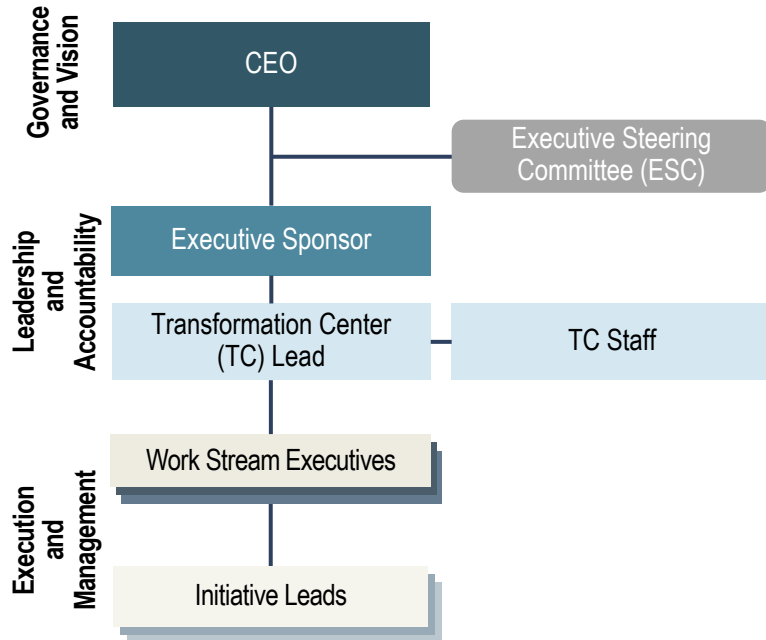 Governance
and Vision
CEO
Executive Steering
Committee (ESC)
Leadership
and
Accountability
Executive Sponsor
Transformation Center
(TC) Lead
TC Staff
Execution
and
Management
Work Stream Executives
Initiative Leads